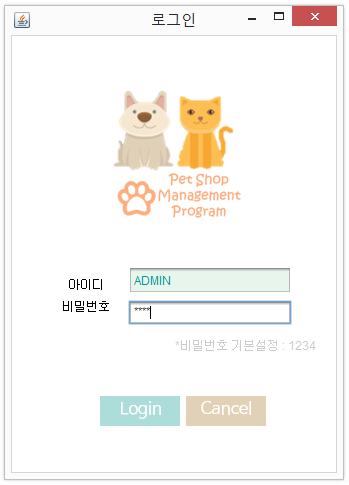 로그인
Pet Shop
Management
Program
아이디
ADMIN
비밀번호
****
*비밀번호 기본설정 : 1234
Login
Cancel